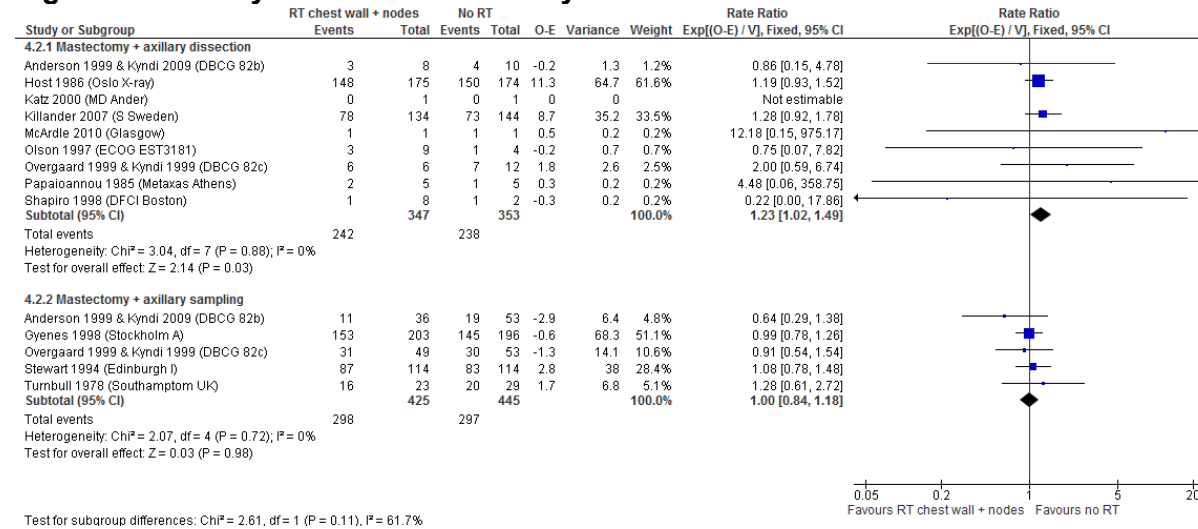 RT chest wall + nodes No RT Rate Ratio Rate Ratio
Study or Subgroup Events Total Events Total O-E Variance Weight Exp[(O-E) / V], Fixed, 95% CI Exp[(O-E) / V], Fixed, 95% CI
4.2.1 Mastectomy + axillary dissection
Anderson 1999 & Kyndi 2009 (DBCG 82b) 3 8 4 10 -0.2 1.3 1.2% 0.86 [0.15, 4.78]
Host 1986 (Oslo X-ray) 148 175 150 174 11.3 64.7 61.6% 1.19 [0.93, 1.52]
Katz 2000 (MD Ander) 0 1 0 1 0 0 Not estimable
Killander 2007 (S Sweden) 78 134 73 144 8.7 35.2 33.5% 1.28 [0.92, 1.78]
McArdle 2010 (Glasgow) 1 1 1 1 0.5 0.2 0.2% 12.18 [0.15, 975.17]
Olson 1997 (ECOG EST3181) 3 9 1 4 -0.2 0.7 0.7% 0.75 [0.07, 7.82]
Overgaard 1999 & Kyndi 1999 (DBCG 82c) 6 6 7 12 1.8 2.6 2.5% 2.00 [0.59, 6.74]
Papaioannou 1985 (Metaxas Athens) 2 5 1 5 0.3 0.2 0.2% 4.48 [0.06, 358.75]
Shapiro 1998 (DFCI Boston) 1 8 1 2 -0.3 0.2 0.2% 0.22 [0.00, 17.86]
Subtotal (95% CI) 347 353 100.0% 1.23 [1.02, 1.49]
Total events 242 238
Heterogeneity: Chi² = 3.04, df = 7 (P = 0.88); I² = 0%
Test for overall effect: Z = 2.14 (P = 0.03)
4.2.2 Mastectomy + axillary sampling
Anderson 1999 & Kyndi 2009 (DBCG 82b) 11 36 19 53 -2.9 6.4 4.8% 0.64 [0.29, 1.38]
Gyenes 1998 (Stockholm A) 153 203 145 196 -0.6 68.3 51.1% 0.99 [0.78, 1.26]
Overgaard 1999 & Kyndi 1999 (DBCG 82c) 31 49 30 53 -1.3 14.1 10.6% 0.91 [0.54, 1.54]
Stewart 1994 (Edinburgh I) 87 114 83 114 2.8 38 28.4% 1.08 [0.78, 1.48]
Turnbull 1978 (Southamptom UK) 16 23 20 29 1.7 6.8 5.1% 1.28 [0.61, 2.72]
Subtotal (95% CI) 425 445 100.0% 1.00 [0.84, 1.18]
Total events 298 297
Heterogeneity: Chi² = 2.07, df = 4 (P = 0.72); I² = 0%
Test for overall effect: Z = 0.03 (P = 0.98)
0.05 0.2 1 5 20
Favours RT chest wall + nodes Favours no RT
Test for subgroup differences: Chi² = 2.61, df = 1 (P = 0.11), I² = 61.7%